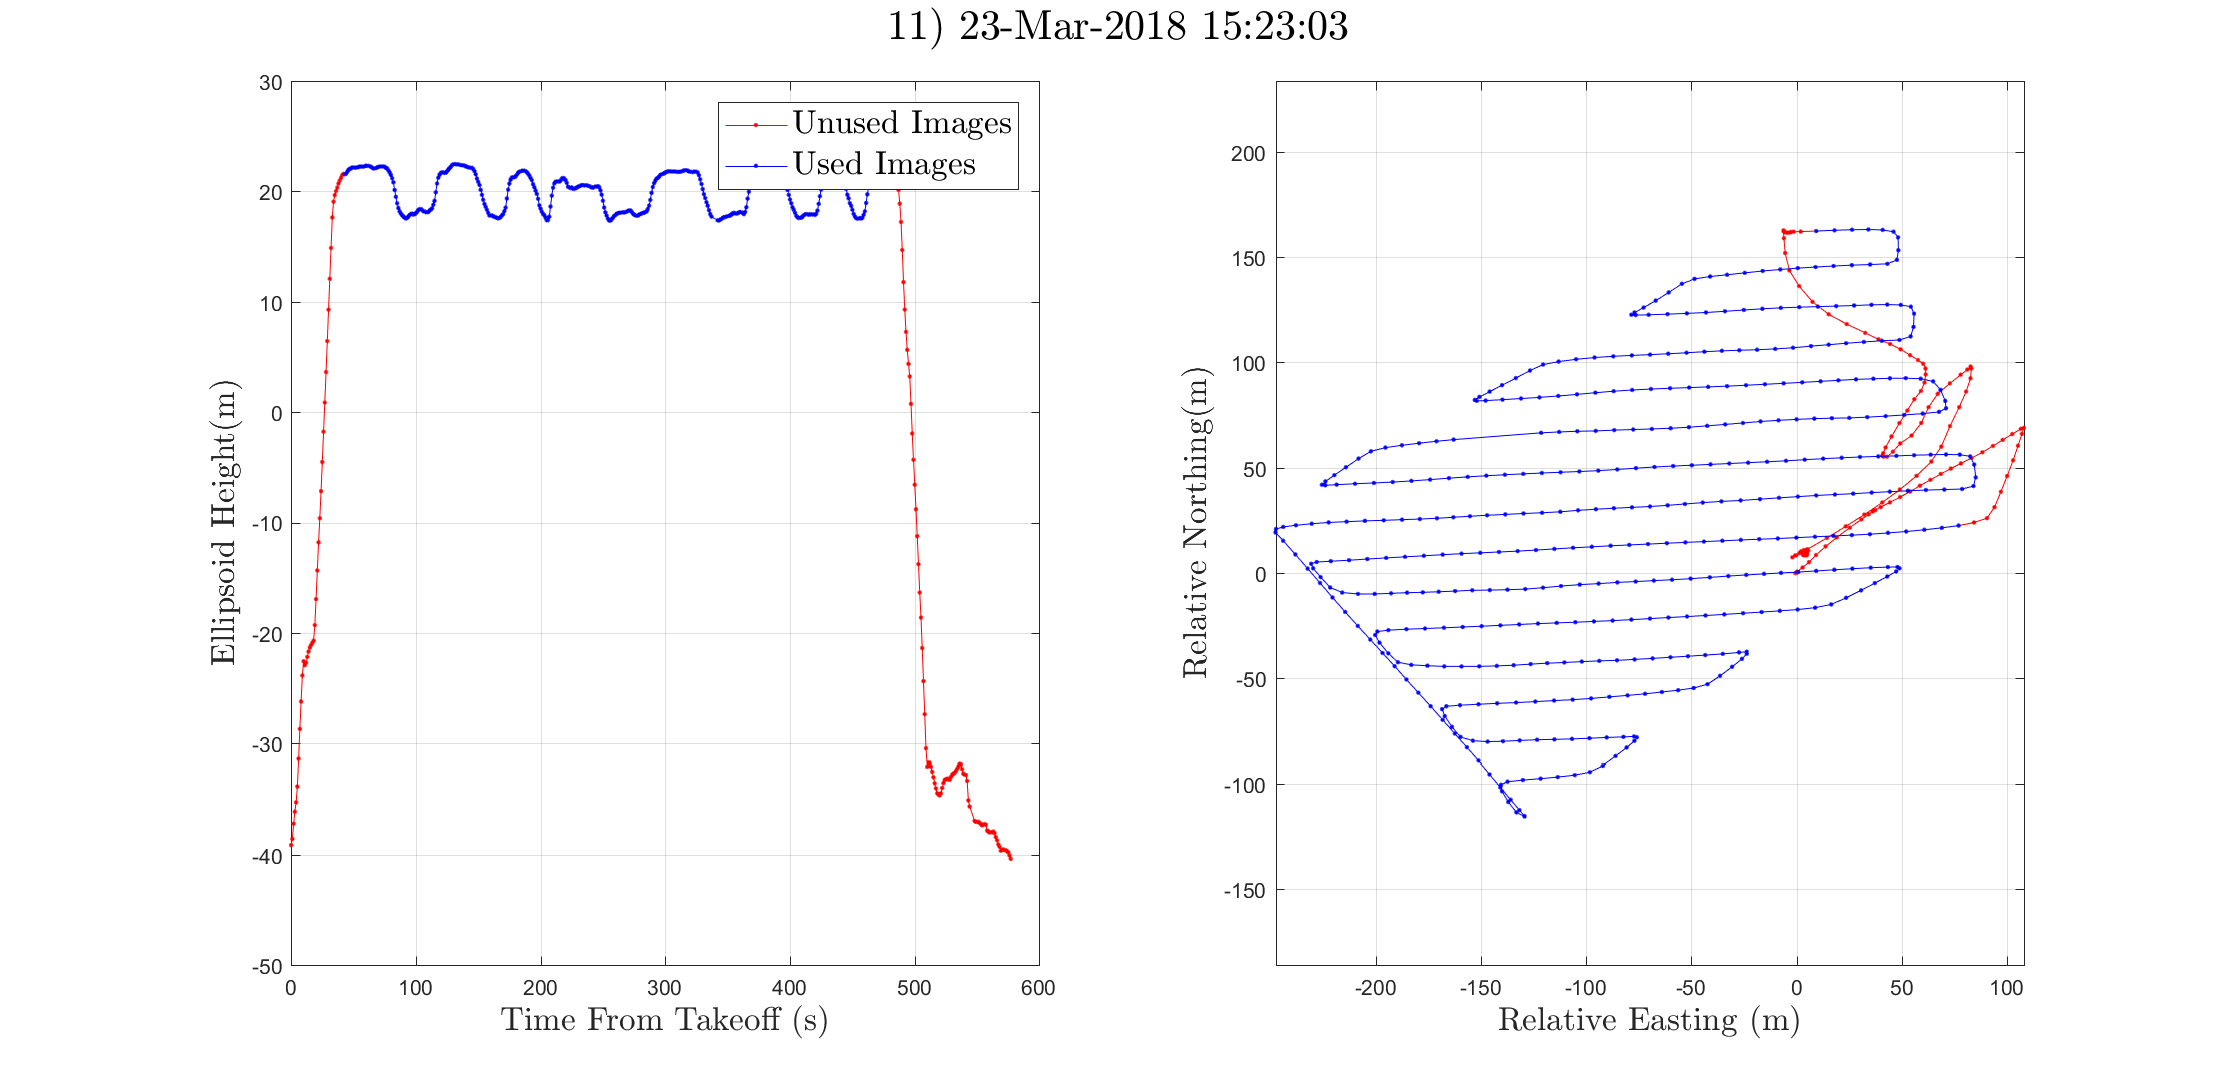 11) 23-Mar-2018 15:23:03
30
20
10
0
-10
-20
-30
-40
-50
0 100 200 300 400 500 600
Ellipsoid Height(m)
Time From Takeoff (s)
Unused Images
Used Images
200
150
100
50
0
-50
-100
-150
-200 -150 -100 -50 0 50 100
Relative Northing(m)
Relative Easting (m)